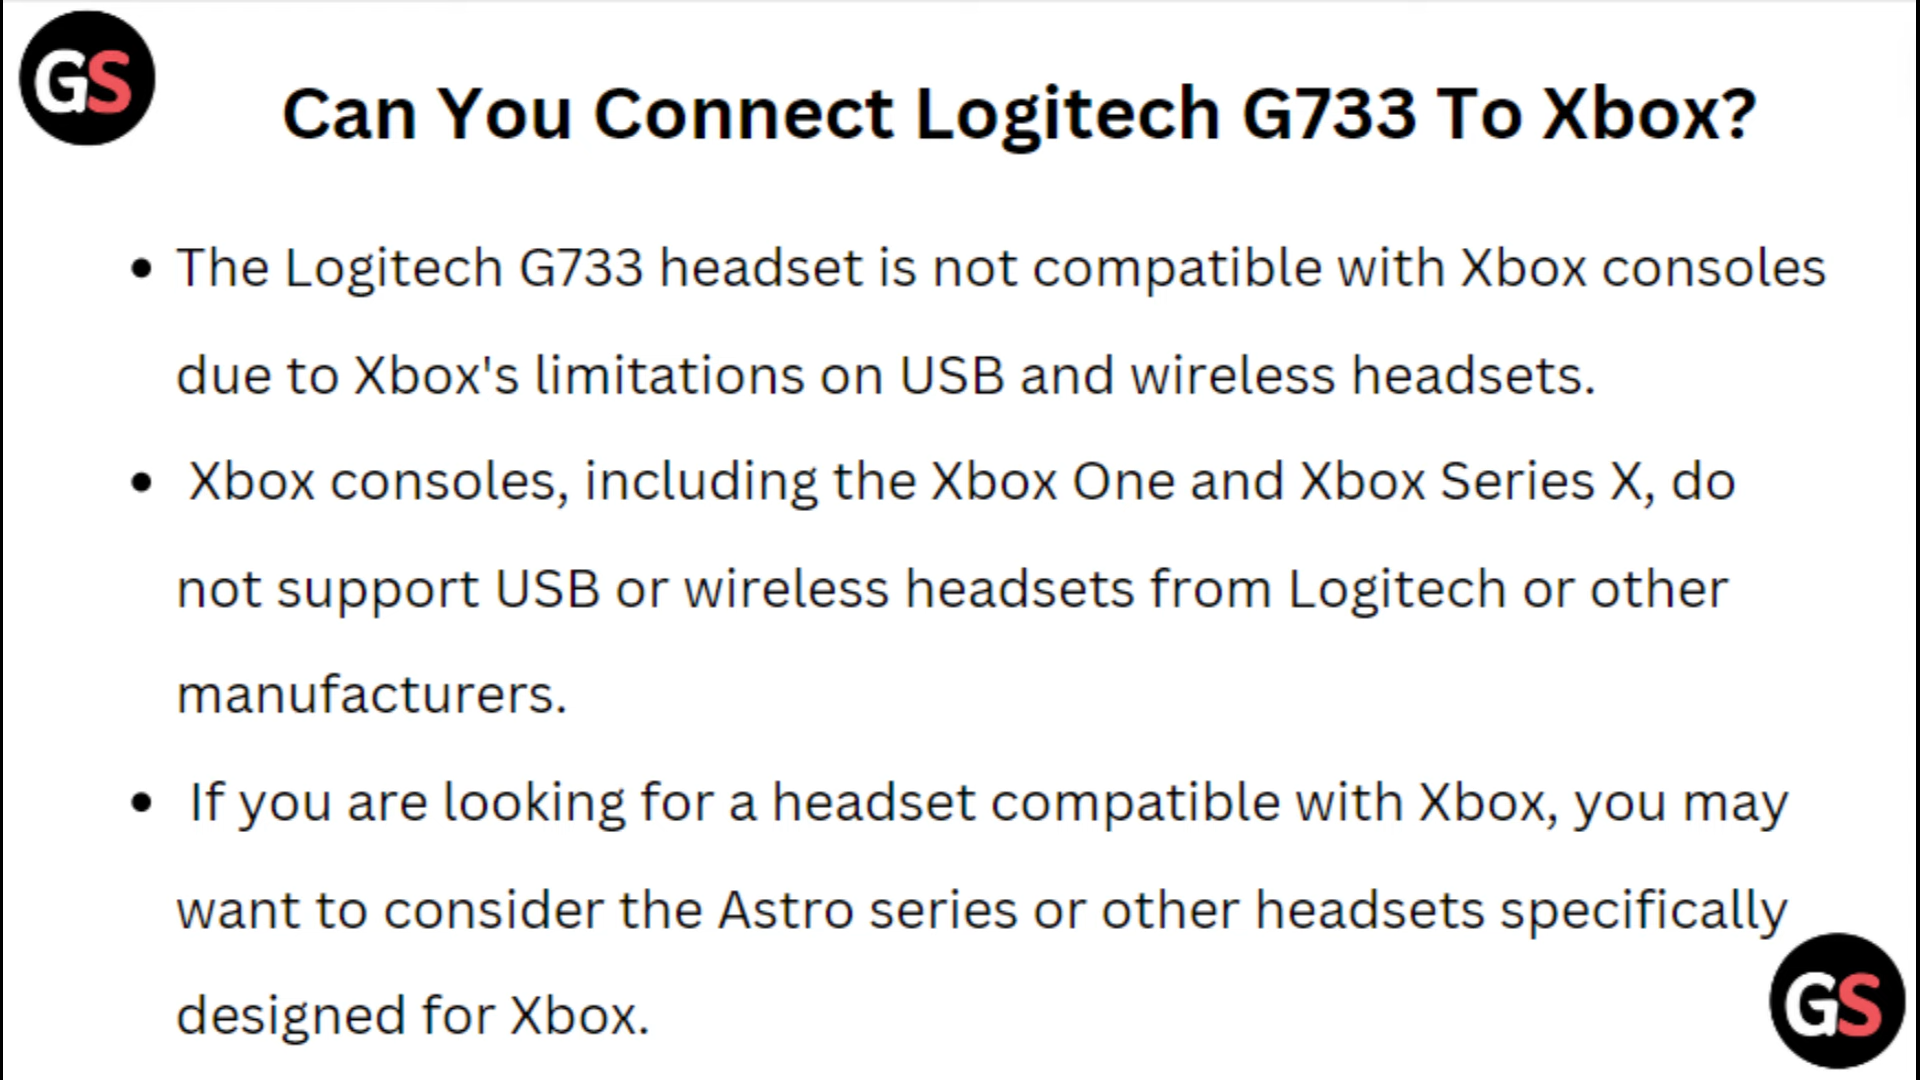 GS
Can You Connect Logitech G733 To Xbox?
• The Logitech G733 headset is not compatible with Xbox consoles
due to Xbox's limitations on USB and wireless headsets.
• Xbox consoles, including the Xbox One and Xbox Series X, do
not support USB or wireless headsets from Logitech or other
manufacturers.
• If you are looking for a headset compatible with Xbox, you may
want to consider the Astro series or other headsets specifically
designed for Xbox.
GS